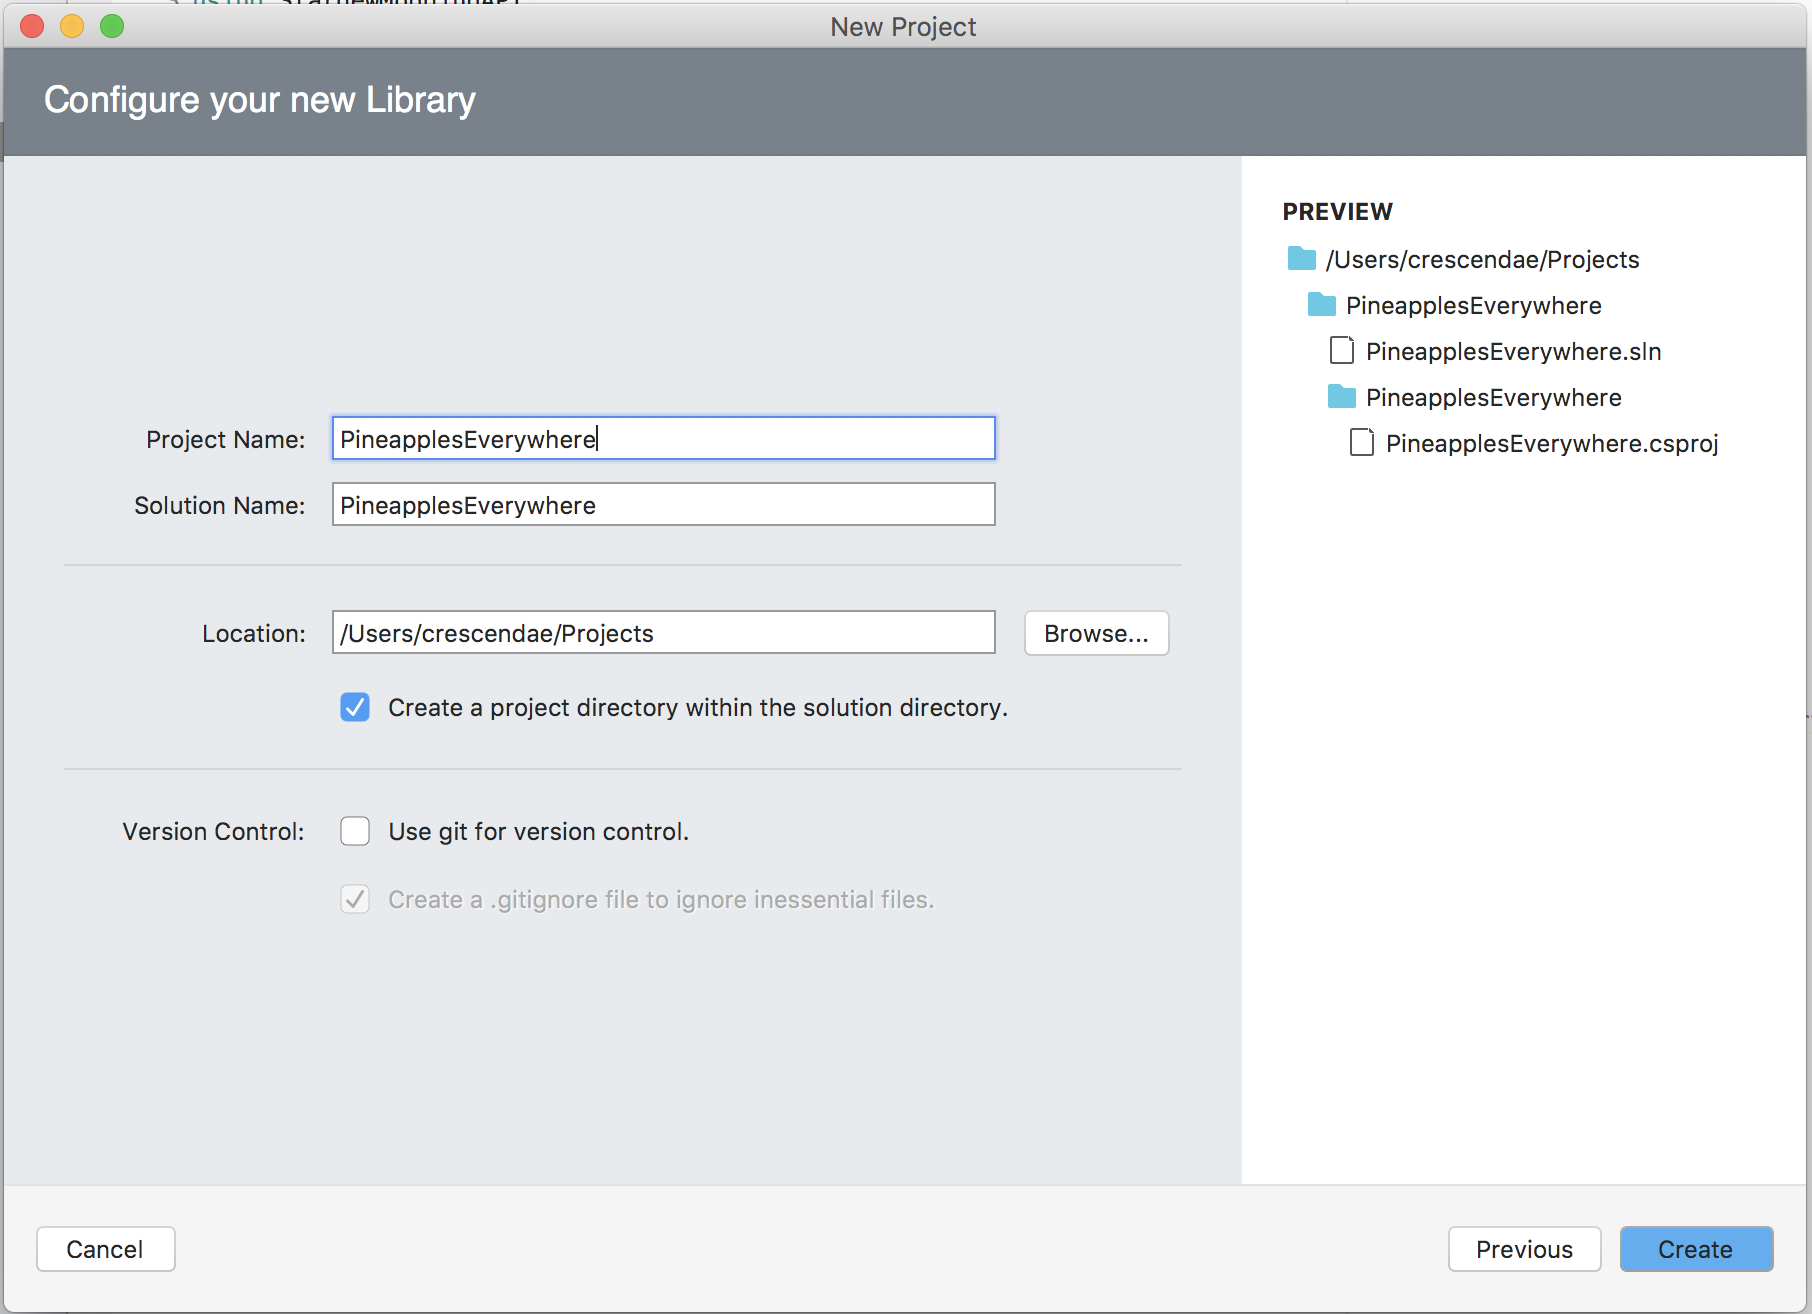 New Project
Configure your new Library
Project Name: PineapplesEverywhere
Solution Name: PineapplesEverywhere
Location: /Users/crescendae/Projects Browse...
Create a project directory within the solution directory.
Version Control: Use git for version control.
Create a .gitignore file to ignore inessential files.
PREVIEW
/Users/crescendae/Projects
PineapplesEverywhere
PineapplesEverywhere.sln
PineapplesEverywhere
PineapplesEverywhere.csproj
Cancel Previous Create